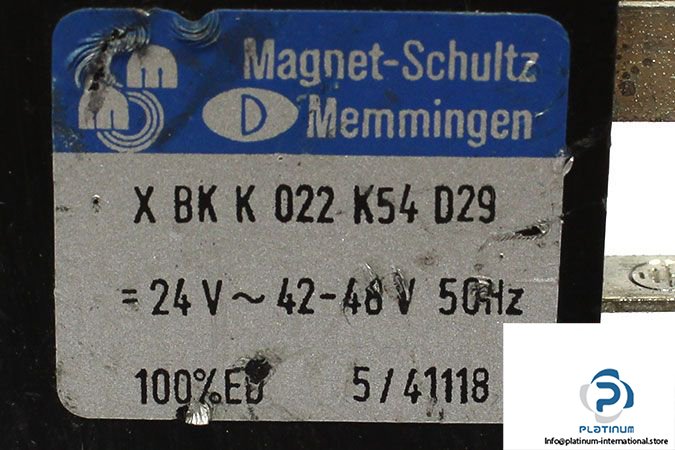 Magnet-Schultz
D Memmingen
X BK K 022 K54 D29
= 24 V ~ 42-48 V 50Hz
100%ED 5/41118
PLATINUM
Info@platinum-international.store